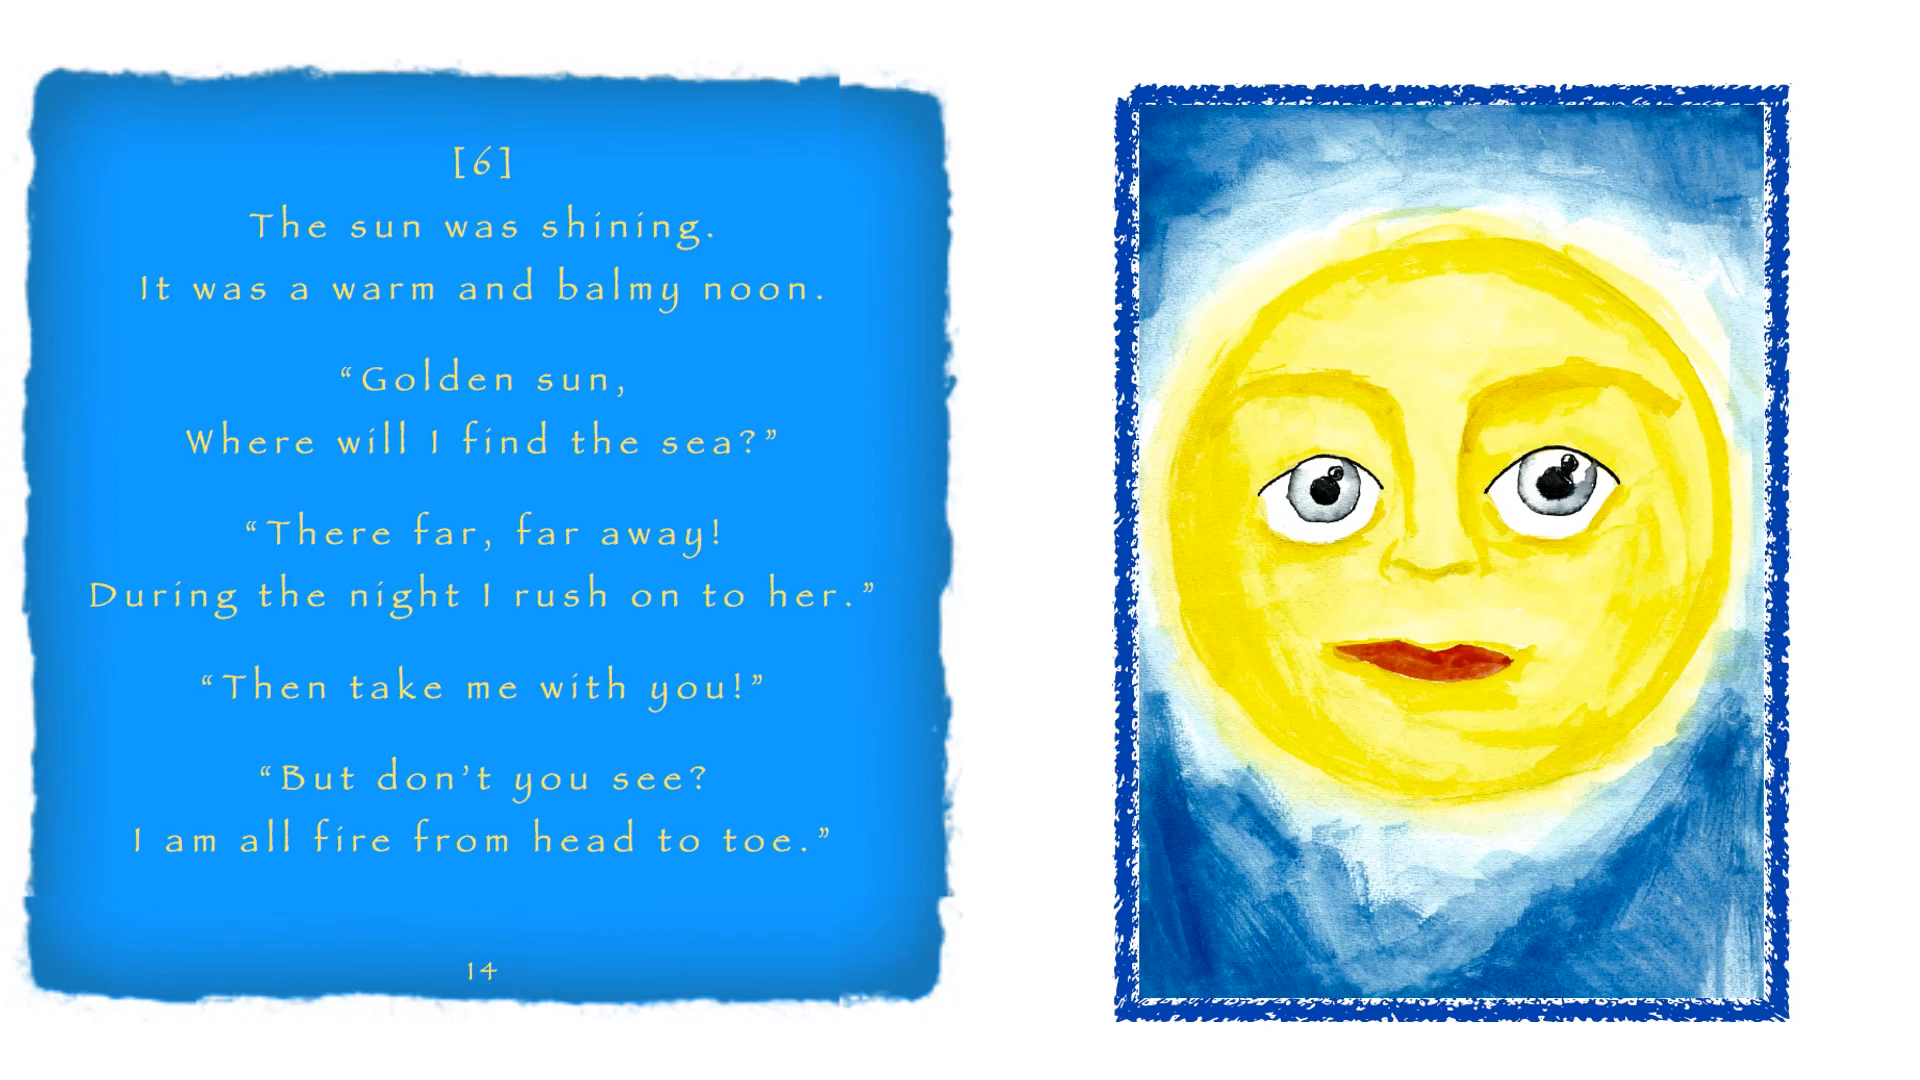 [6]
The sun was shining.
It was a warm and balmy noon.
“Golden sun,
Where will I find the sea?”
“There far, far away!
During the night I rush on to her.”
“Then take me with you!”
“But don’t you see?
I am all fire from head to toe.”
14